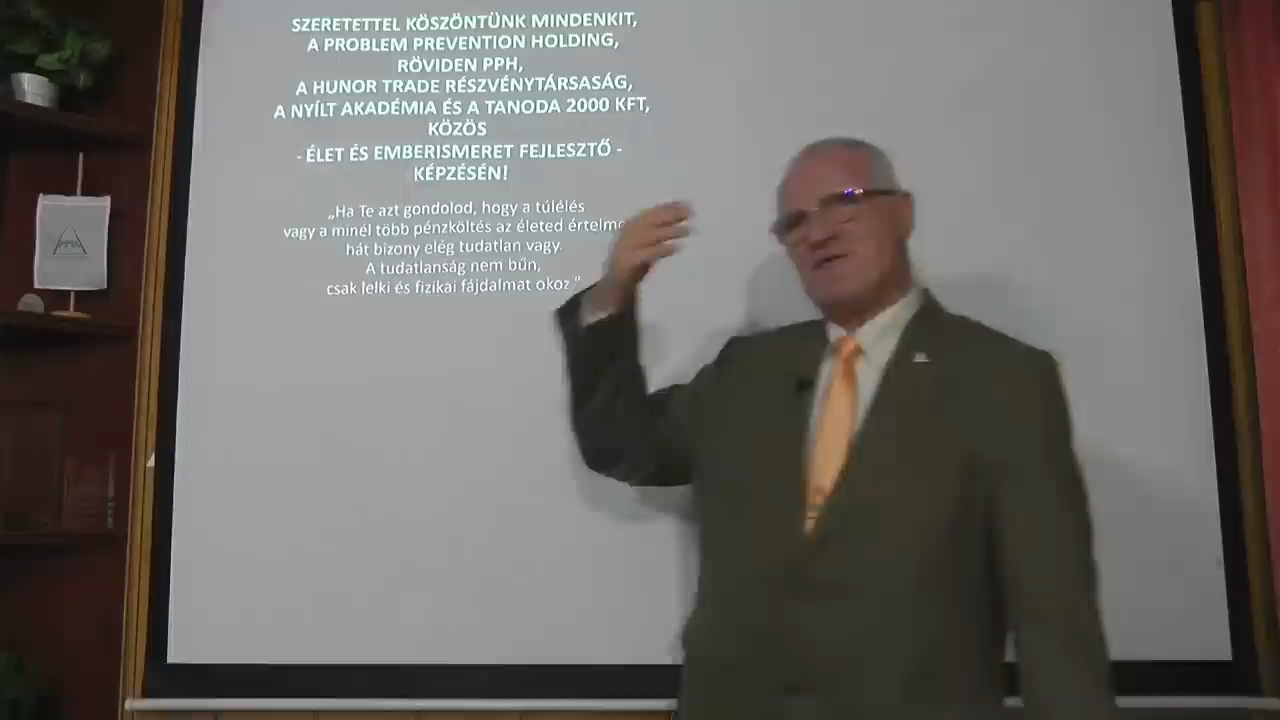 SZERETETTEL KÖSZÖNTÜNK MINDENKIT,
A PROBLEM PREVENTION HOLDING,
RÖVIDEN PPH,
A HUNOR TRADE RÉSZVÉNYTÁRSASÁG,
A NYÍLT AKADÉMIA ÉS A TANODA 2000 KFT,
KÖZÖS
- ÉLET ÉS EMBERISMERET FEJLESZTŐ -
KÉPZÉSÉN!
„Ha Te azt gondolod, hogy a túlélés
vagy a minél több pénzköltés az életed
hát bizony elég tudatlan vagy.
A tudatlanság nem bűn,
csak lelki és fizikai fájdalmat okoz.”